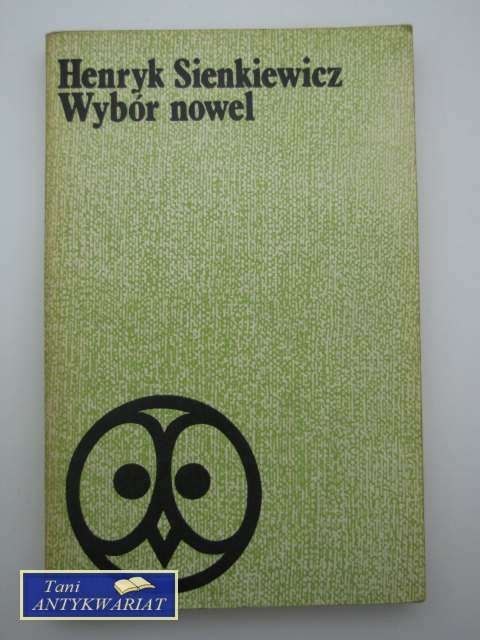 Henryk Sienkiewicz
Wybór nowel
Tani
ANTYKWARIAT